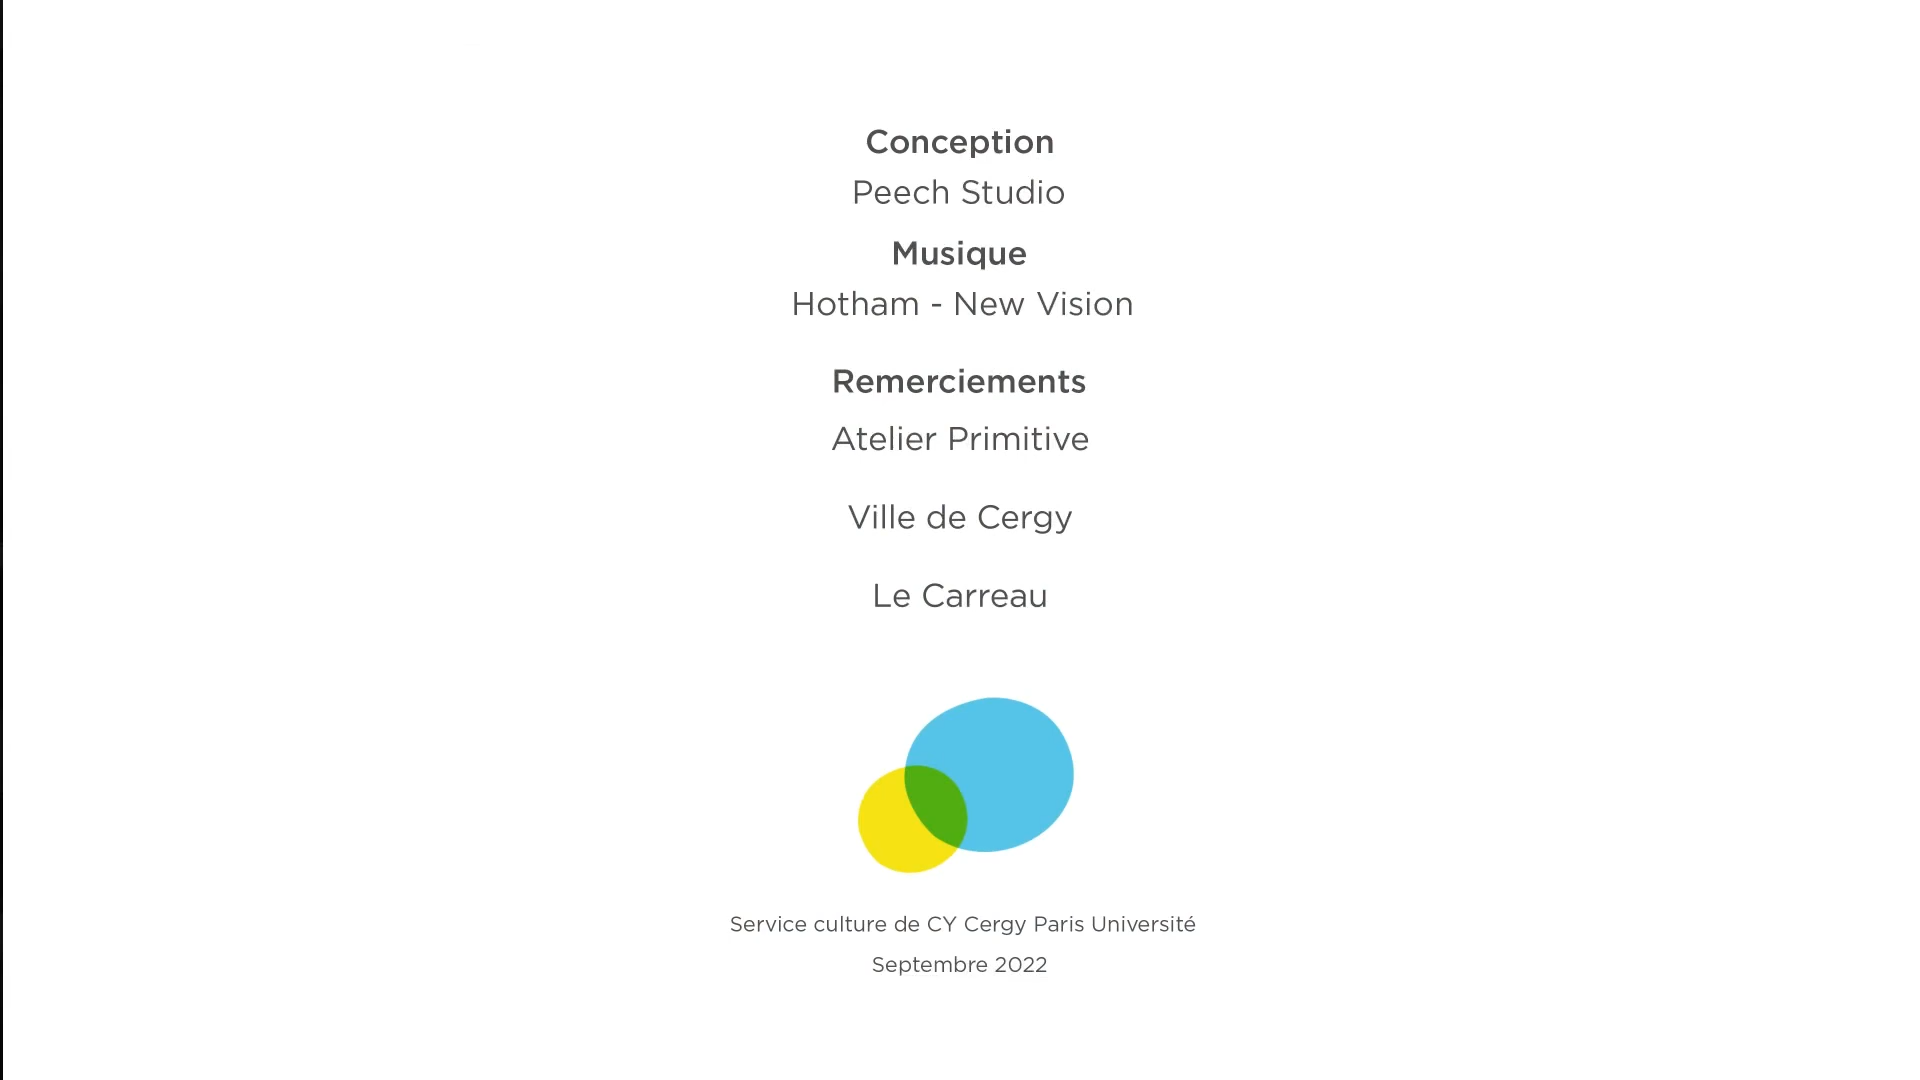 Conception
Peech Studio
Musique
Hotham - New Vision
Remerciements
Atelier Primitive
Ville de Cergy
Le Carreau
Service culture de CY Cergy Paris Université
Septembre 2022